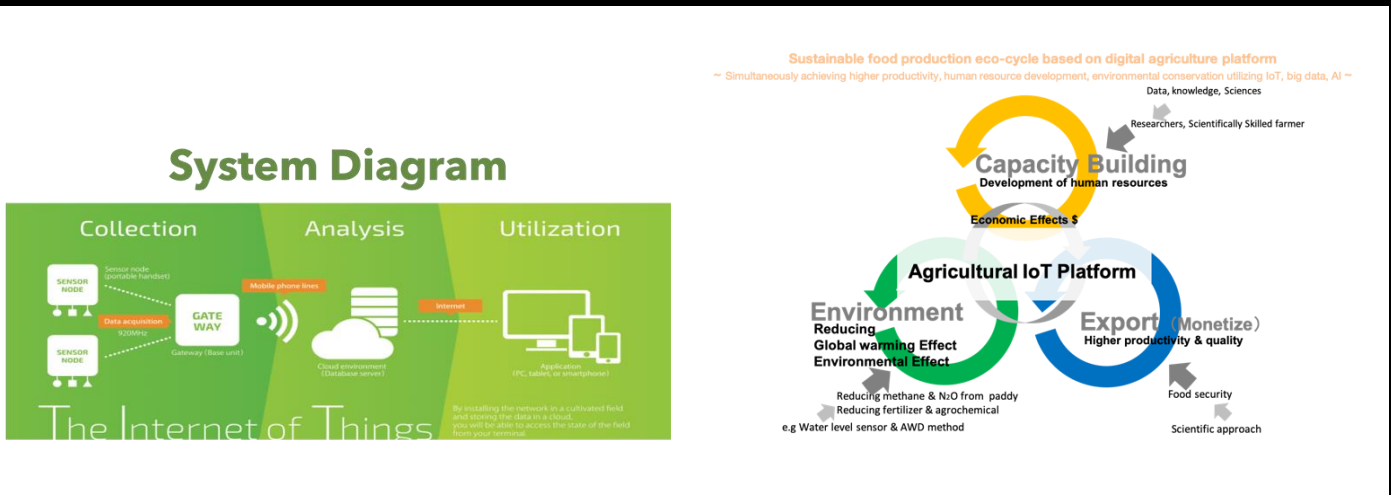 System Diagram
Collection
Analysis
Utilization
Sensor node
(portable handset)
SENSOR
NODE
Data acquisition
920MHz
SENSOR
NODE
GATE
WAY
Gateway (Base unit)
Mobile phone lines
Cloud environment
(Database server)
Internet
Application
(PC, tables, or smartphone)
The Internet of Things
By installing the network in a cultivated field
and storing the data in a cloud,
you will be able to access the state of the field
from your terminal.
Sustainable food production eco-cycle based on digital agriculture platform
~ Simultaneously achieving higher productivity, human resource development, environmental conservation utilizing IoT, big data, AI ~
Data, knowledge, Sciences
Researchers, Scientifically Skilled farmer
Capacity Building
Development of human resources
Economic Effects $
Agricultural IoT Platform
Environment
Reducing
Global warming Effect
Environmental Effect
Export (Monetize)
Higher productivity & quality
Reducing methane & N₂O from paddy
Reducing fertilizer & agrochemical
e.g Water level sensor & AWD method
Food security
Scientific approach